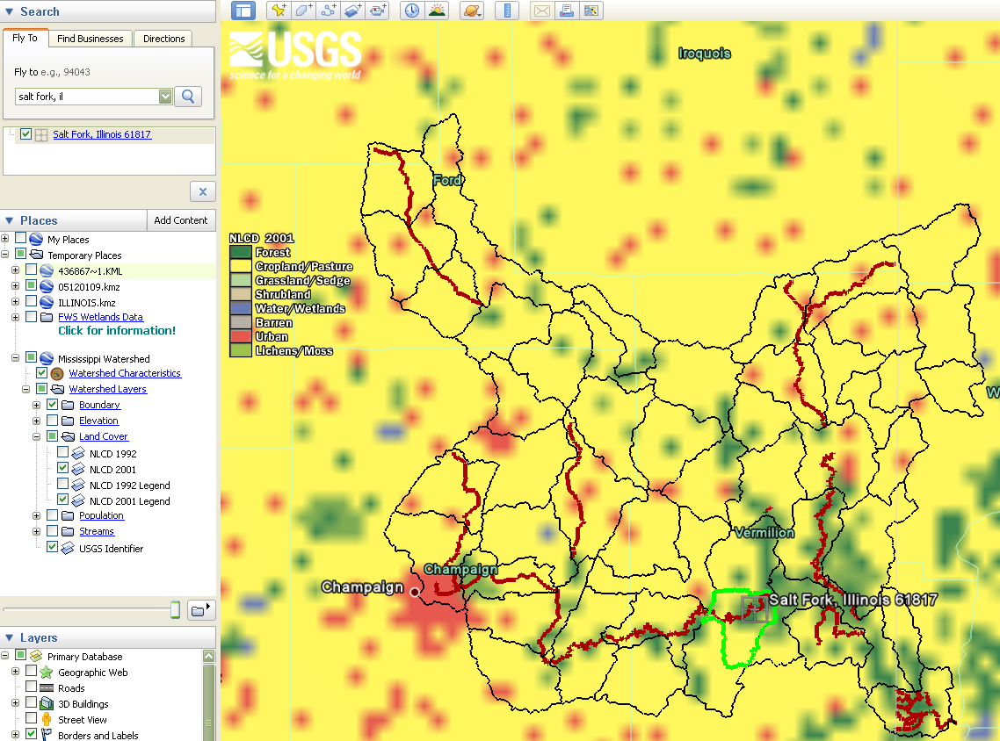 Search
Fly To
Find Businesses
Directions
Fly to e.g., 94043
salt fork, il
Salt Fork, Illinois 61817
Places
Add Content
My Places
Temporary Places
436867~1.KML
05120109.kmz
ILLINOIS.kmz
FWS Wetlands Data
Click for information!
Mississippi Watershed
Watershed Characteristics
Watershed Layers
Boundary
Elevation
Land Cover
NLCD 1992
NLCD 2001
NLCD 1992 Legend
NLCD 2001 Legend
Population
Streams
USGS Identifier
Layers
Primary Database
Geographic Web
Roads
3D Buildings
Street View
Borders and Labels
USGS
science for a changing world
Iroquois
Ford
NLCD 2001
Forest
Cropland/Pasture
Grassland/Sedge
Shrubland
Water/Wetlands
Barren
Urban
Lichens/Moss
W
Vermilion
Champaign
Champaign
Salt Fork, Illinois 61817